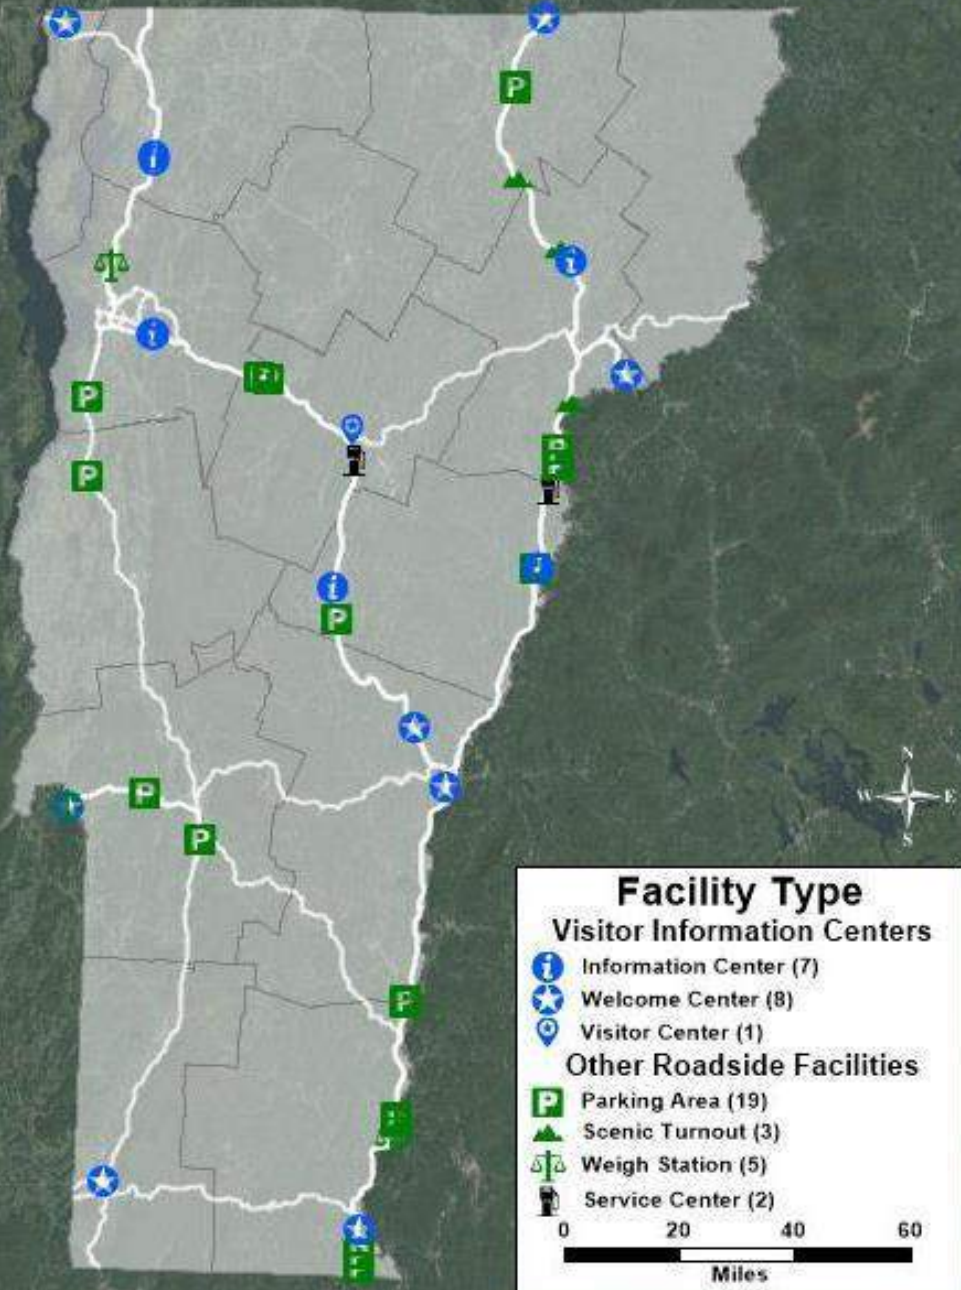 N
W E
S
Facility Type
Visitor Information Centers
i Information Center (7)
Welcome Center (8)
Visitor Center (1)
Other Roadside Facilities
P Parking Area (19)
Scenic Turnout (3)
Weigh Station (5)
Service Center (2)
0 20 40 60
Miles